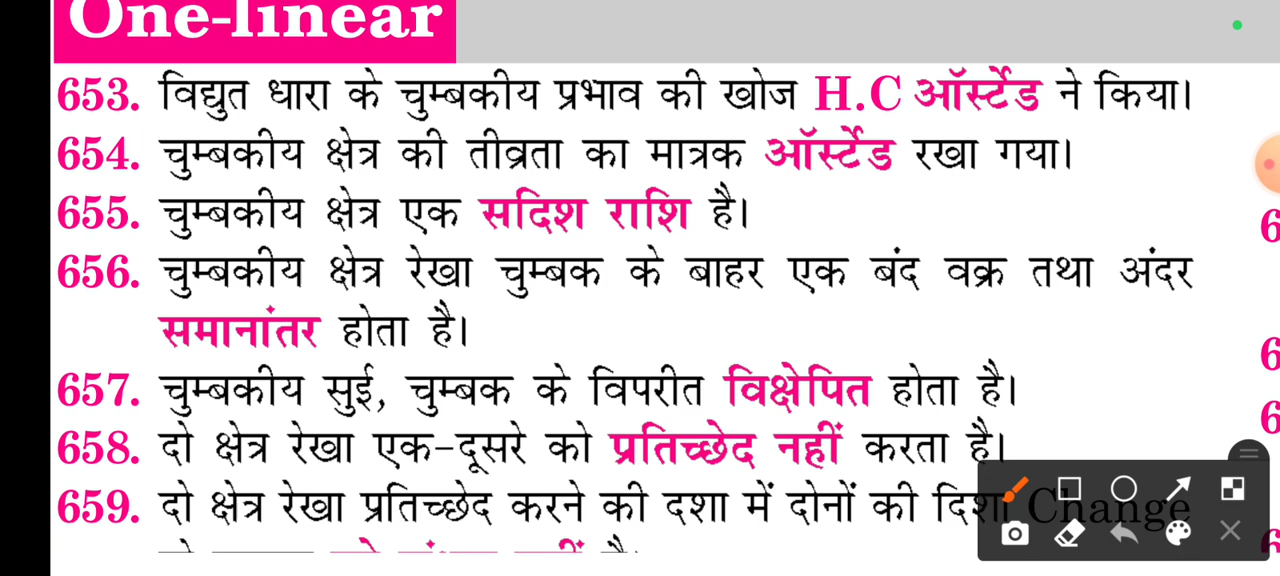 One-linear
653. विद्युत धारा के चुम्बकीय प्रभाव की खोज H.C ऑर्स्टेड ने किया।
654. चुम्बकीय क्षेत्र की तीव्रता का मात्रक ऑर्स्टेड रखा गया।
655. चुम्बकीय क्षेत्र एक सदिश राशि है।
656. चुम्बकीय क्षेत्र रेखा चुम्बक के बाहर एक बंद वक्र तथा अंदर
समानांतर होता है।
657. चुम्बकीय सुई, चुम्बक के विपरीत विक्षेपित होता है।
658. दो क्षेत्र रेखा एक-दूसरे को प्रतिच्छेद नहीं करता है।
659. दो क्षेत्र रेखा प्रतिच्छेद करने की दशा में दोनों की दिशा Change